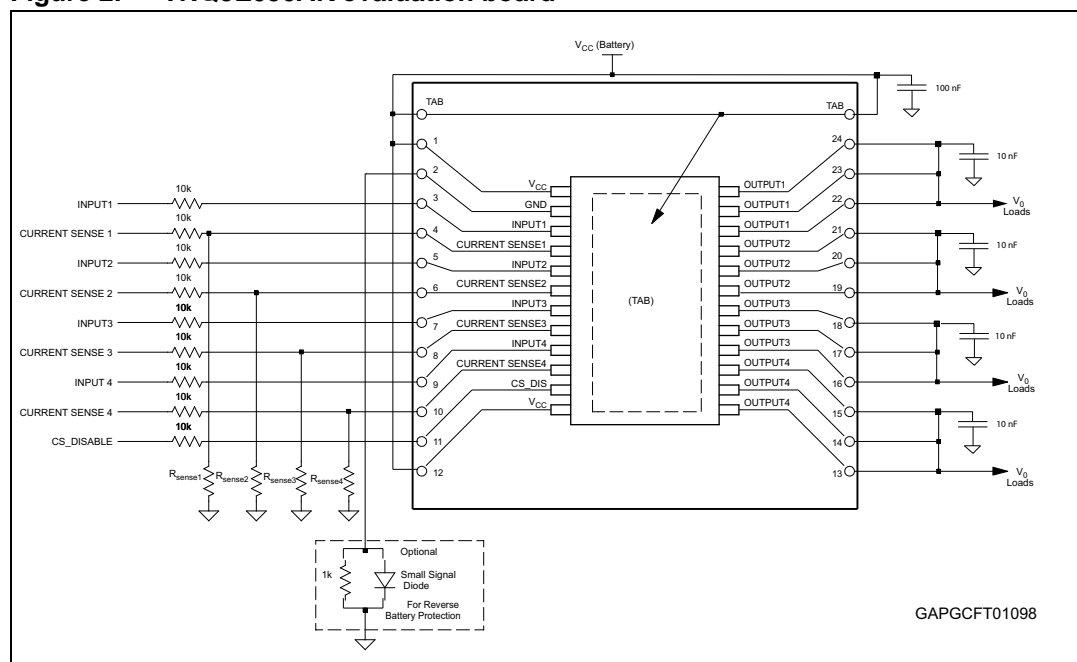 V_CC (Battery)
100 nF
TAB
TAB
1
2
3
4
5
6
7
8
9
10
11
12
24
23
22
21
20
19
18
17
16
15
14
13
INPUT1
10k
CURRENT SENSE 1
10k
INPUT2
10k
CURRENT SENSE 2
10k
INPUT3
10k
CURRENT SENSE 3
10k
INPUT 4
10k
CURRENT SENSE 4
10k
CS_DISABLE
10k
R_sense1
R_sense2
R_sense3
R_sense4
V_CC
GND
INPUT1
CURRENT SENSE1
INPUT2
CURRENT SENSE2
INPUT3
CURRENT SENSE3
INPUT4
CURRENT SENSE4
CS_DIS
V_CC
(TAB)
OUTPUT1
OUTPUT1
OUTPUT1
OUTPUT2
OUTPUT2
OUTPUT2
OUTPUT3
OUTPUT3
OUTPUT3
OUTPUT4
OUTPUT4
OUTPUT4
10 nF
V_0
Loads
10 nF
V_0
Loads
10 nF
V_0
Loads
10 nF
V_0
Loads
Optional
1k
Small Signal
Diode
For Reverse
Battery Protection
GAPGCFT01098